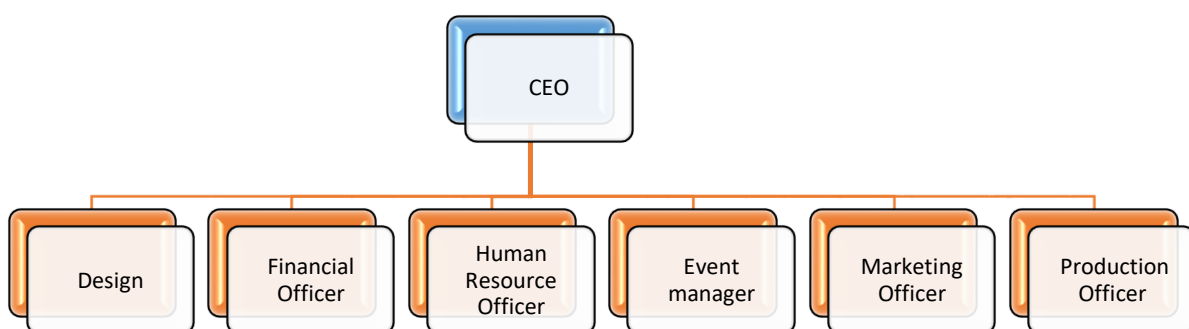 CEO
Design
Financial
Officer
Human
Resource
Officer
Event
manager
Marketing
Officer
Production
Officer